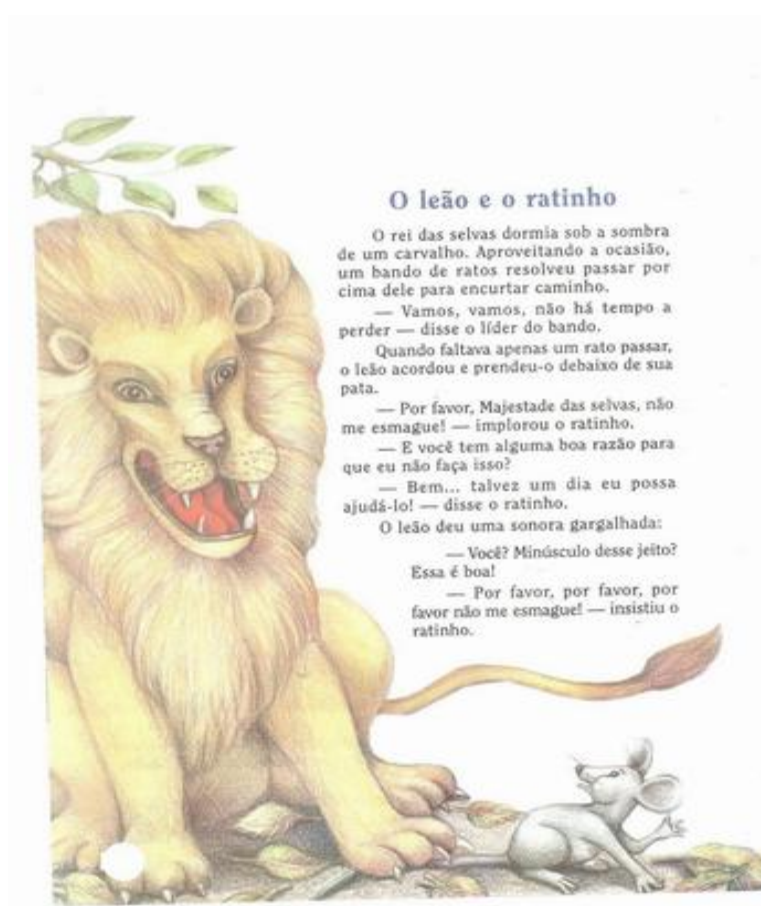 O leão e o ratinho
O rei das selvas dormia sob a sombra
de um carvalho. Aproveitando a ocasião,
um bando de ratos resolveu passar por
cima dele para encurtar caminho.
— Vamos, vamos, não há tempo a
perder — disse o líder do bando.
Quando faltava apenas um rato passar,
o leão acordou e prendeu-o debaixo de sua
pata.
— Por favor, Majestade das selvas, não
me esmague! — implorou o ratinho.
— E você tem alguma boa razão para
que eu não faça isso?
— Bem... talvez um dia eu possa
ajudá-lo! — disse o ratinho.
O leão deu uma sonora gargalhada:
— Você? Minúsculo desse jeito?
Essa é boa!
— Por favor, por favor, por
favor não me esmague! — insistiu o
ratinho.